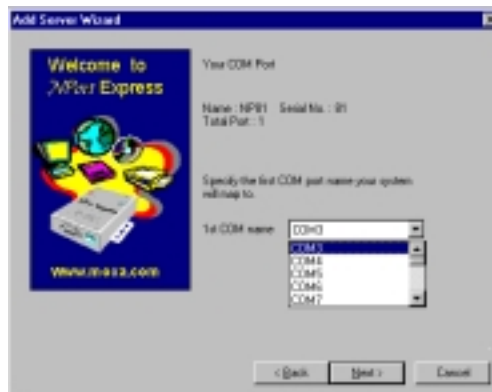 Add Server Wizard
Welcome to
NPort Express
www.moxa.com
Your COM Port
Name : NP81 Serial No. : 81
Total Port : 1
Specify the first COM port name your system
will map to.
1st COM name
COM3
COM3
COM4
COM5
COM6
COM7
< Back
Next >
Cancel